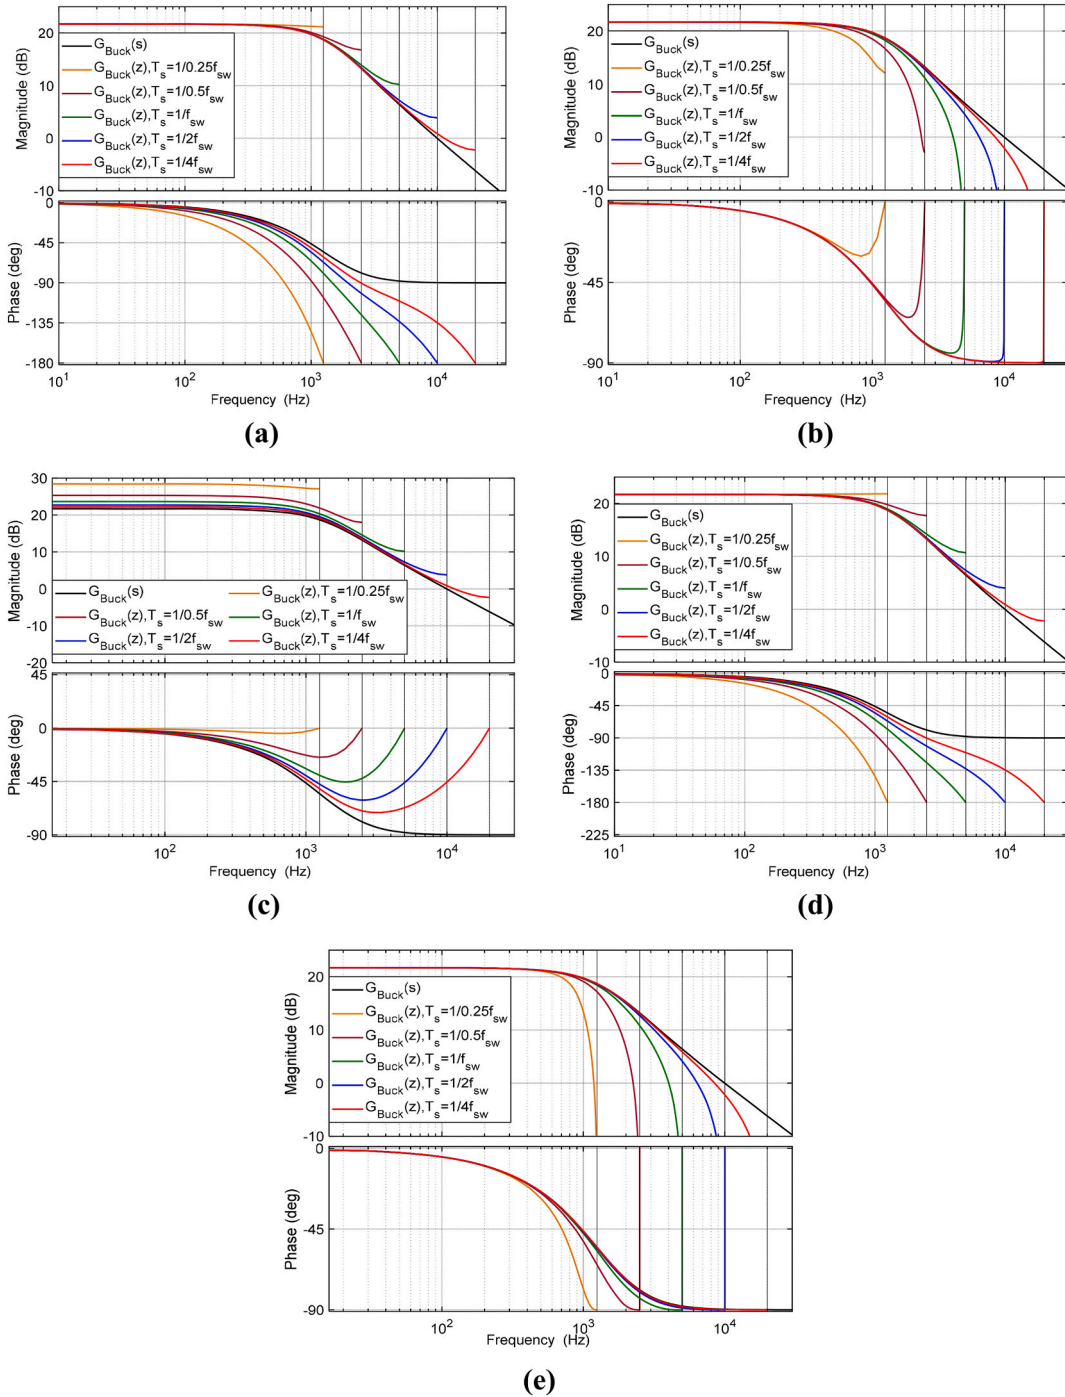 20
10
0
-10
Magnitude (dB)
G_Buck(s)
G_Buck(z),T_s=1/0.25f_sw
G_Buck(z),T_s=1/0.5f_sw
G_Buck(z),T_s=1/f_sw
G_Buck(z),T_s=1/2f_sw
G_Buck(z),T_s=1/4f_sw
0
-45
-90
-135
-180
Phase (deg)
10^1 10^2 10^3 10^4
Frequency (Hz)
(a)
20
10
0
-10
Magnitude (dB)
G_Buck(s)
G_Buck(z),T_s=1/0.25f_sw
G_Buck(z),T_s=1/0.5f_sw
G_Buck(z),T_s=1/f_sw
G_Buck(z),T_s=1/2f_sw
G_Buck(z),T_s=1/4f_sw
0
-45
-90
Phase (deg)
10^1 10^2 10^3 10^4
Frequency (Hz)
(b)
30
20
10
0
-10
-20
Magnitude (dB)
G_Buck(s) G_Buck(z),T_s=1/0.25f_sw
G_Buck(z),T_s=1/0.5f_sw G_Buck(z),T_s=1/f_sw
G_Buck(z),T_s=1/2f_sw G_Buck(z),T_s=1/4f_sw
45
0
-45
-90
Phase (deg)
10^2 10^3 10^4
Frequency (Hz)
(c)
20
10
0
-10
Magnitude (dB)
G_Buck(s)
G_Buck(z),T_s=1/0.25f_sw
G_Buck(z),T_s=1/0.5f_sw
G_Buck(z),T_s=1/f_sw
G_Buck(z),T_s=1/2f_sw
G_Buck(z),T_s=1/4f_sw
0
-45
-90
-135
-180
-225
Phase (deg)
10^1 10^2 10^3 10^4
Frequency (Hz)
(d)
20
10
0
-10
Magnitude (dB)
G_Buck(s)
G_Buck(z),T_s=1/0.25f_sw
G_Buck(z),T_s=1/0.5f_sw
G_Buck(z),T_s=1/f_sw
G_Buck(z),T_s=1/2f_sw
G_Buck(z),T_s=1/4f_sw
0
-45
-90
Phase (deg)
10^2 10^3 10^4
Frequency (Hz)
(e)